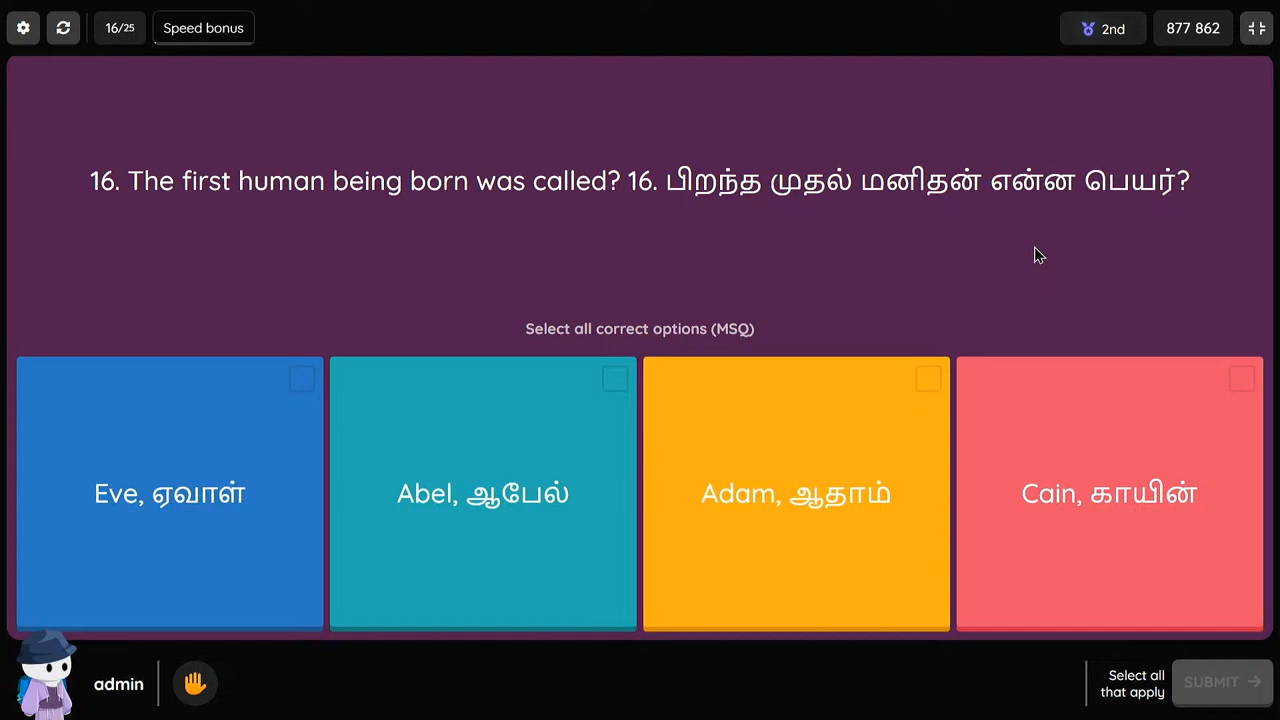 16/25
Speed bonus
2nd
877 862
16. The first human being born was called? 16. பிறந்த முதல் மனிதன் என்ன பெயர்?
Select all correct options (MSQ)
Eve, ஏவாள்
Abel, ஆபேல்
Adam, ஆதாம்
Cain, காயின்
admin
Select all
that apply
SUBMIT